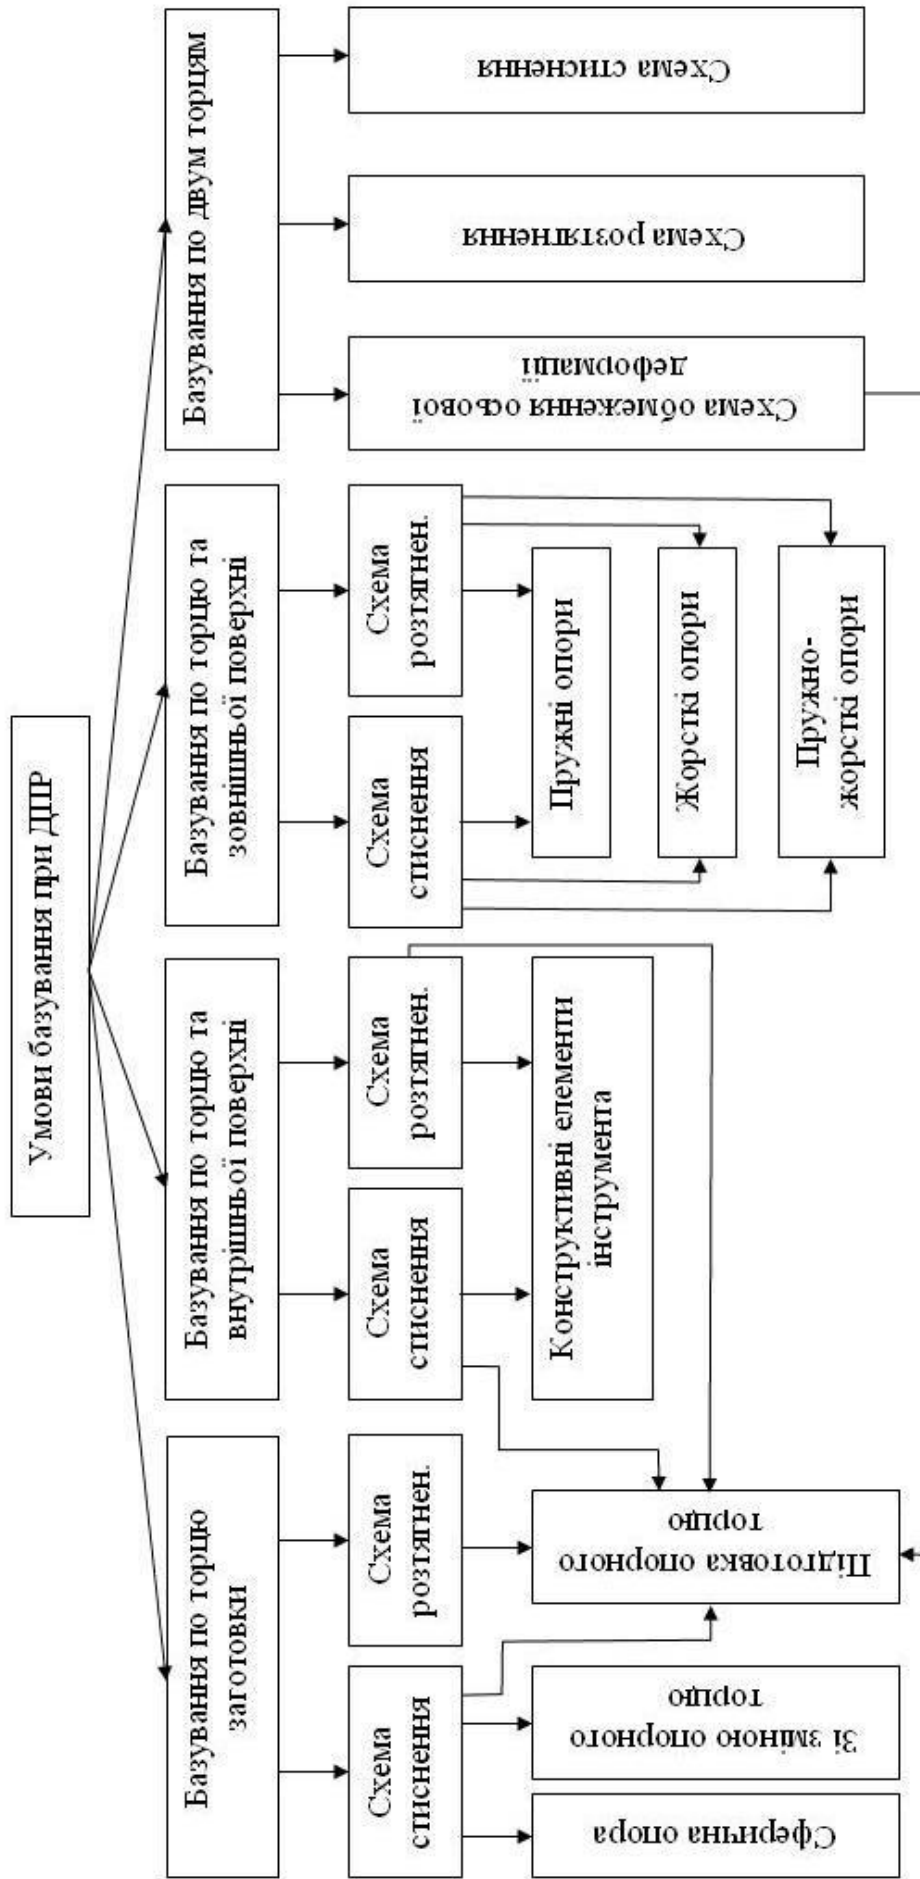 Умови базування при ДПР
Базування по торцю
заготовки
Базування по торцю та
внутрішньої поверхні
Базування по торцю та
зовнішньої поверхні
Базування по двум торцям
Схема
стиснення
Схема
розтягнен.
Схема
стиснення
Схема
розтягнен.
Схема
стиснення
Схема
розтягнен.
Схема обмеження осьової
деформації
Схема розтягнення
Схема стиснення
Сферична опора
Зі зміною опорного
торцю
Підготовка опорного
торцю
Конструктивні елементи
інструмента
Пружні опори
Жорсткі опори
Пружно-
жорсткі опори